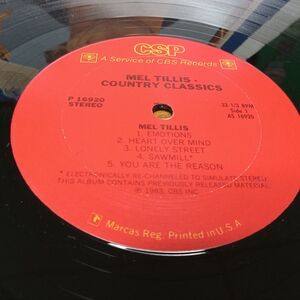 CSP
A Service of CBS Records
MEL TILLIS -
COUNTRY CLASSICS
P 16920
STEREO
33 1/3 RPM
Side 1
AS 16920
MEL TILLIS
1. EMOTIONS
2. HEART OVER MIND
3. LONELY STREET
4. SAWMILL*
5. YOU ARE THE REASON
* ELECTRONICALLY RE-CHANNELED TO SIMULATE STEREO
THIS ALBUM CONTAINS PREVIOUSLY RELEASED MATERIAL.
℗ 1983, CBS INC.
Marcas Reg. Printed in U.S.A